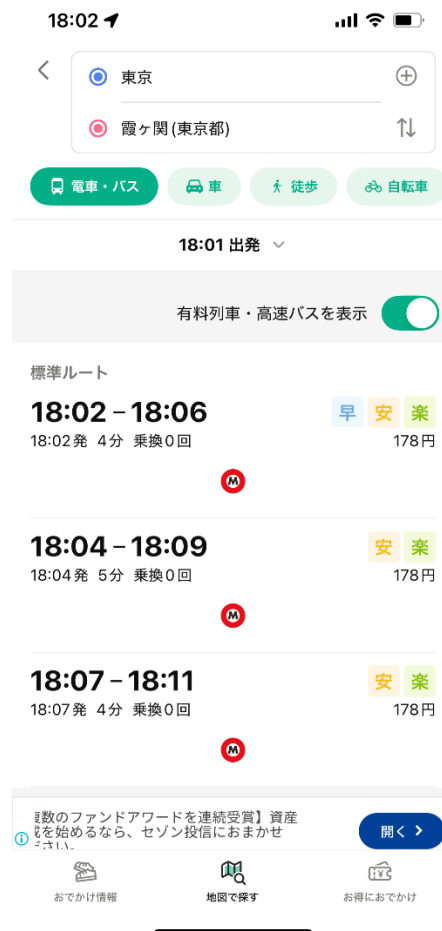 18:02
東京
霞ヶ関(東京都)
電車・バス 車 徒歩 自転車
18:01 出発
有料列車・高速バスを表示
標準ルート
18:02-18:06 早 安 楽
18:02発 4分 乗換0回 178円
M
18:04-18:09 安 楽
18:04発 5分 乗換0回 178円
M
18:07-18:11 安 楽
18:07発 4分 乗換0回 178円
M
数のファンドアワードを連続受賞】資産
を始めるなら、セゾン投信におまかせ
ださい。
開く
おでかけ情報 地図で探す お得におでかけ